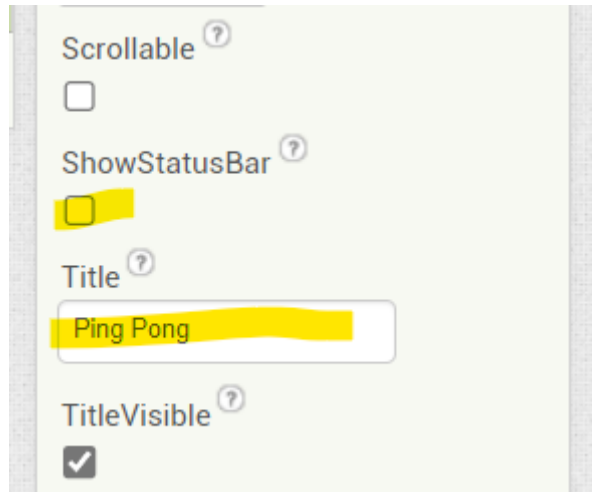 Scrollable ?
ShowStatusBar ?
Title ?
Ping Pong
TitleVisible ?